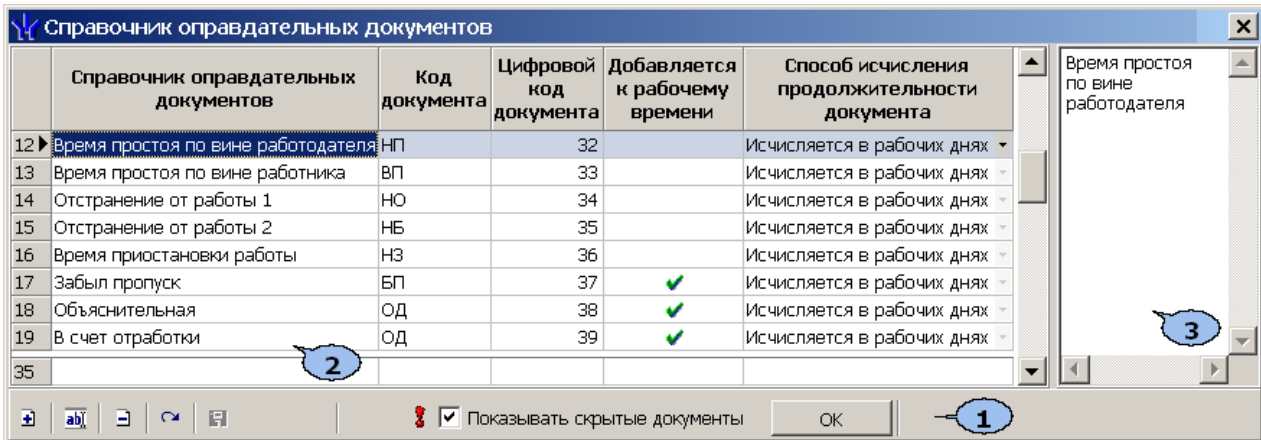 Справочник оправдательных документов
Справочник оправдательных документов
Код документа
Цифровой код документа
Добавляется к рабочему времени
Способ исчисления продолжительности документа
12 Время простоя по вине работодателя НП 32 Исчисляется в рабочих днях
13 Время простоя по вине работника ВП 33 Исчисляется в рабочих днях
14 Отстранение от работы 1 НО 34 Исчисляется в рабочих днях
15 Отстранение от работы 2 НБ 35 Исчисляется в рабочих днях
16 Время приостановки работы НЗ 36 Исчисляется в рабочих днях
17 Забыл пропуск БП 37 Исчисляется в рабочих днях
18 Объяснительная ОД 38 Исчисляется в рабочих днях
19 В счет отработки ОД 39 Исчисляется в рабочих днях
35
Время простоя
по вине
работодателя
2
3
ab
Показывать скрытые документы
OK
1